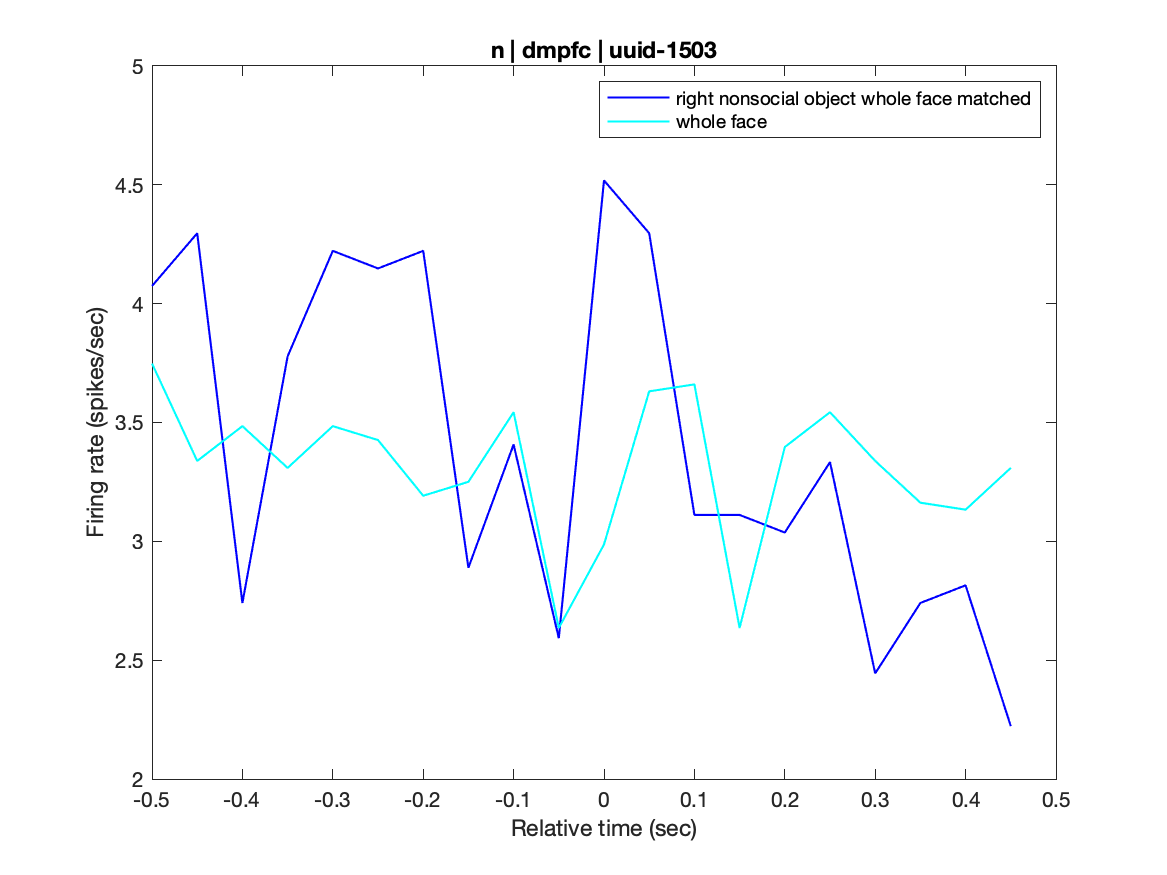 n | dmpfc | uuid-1503
5
right nonsocial object whole face matched
whole face
4.5
4
3.5
3
2.5
2
Firing rate (spikes/sec)
-0.5 -0.4 -0.3 -0.2 -0.1 0 0.1 0.2 0.3 0.4 0.5
Relative time (sec)